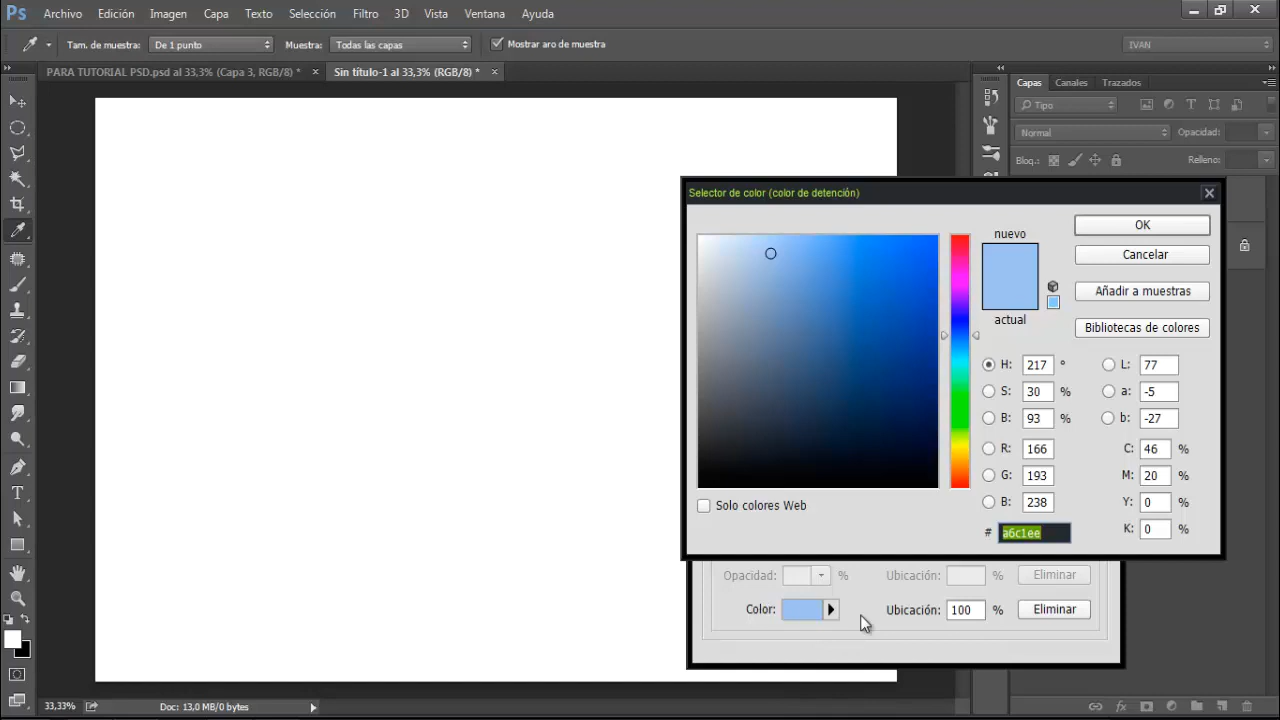 Ps Archivo Edición Imagen Capa Texto Selección Filtro 3D Vista Ventana Ayuda
Tam. de muestra: De 1 punto Muestra: Todas las capas Mostrar aro de muestra IVAN
PARA TUTORIAL PSD.psd al 33,3% (Capa 3, RGB/8) * × Sin título-1 al 33,3% (RGB/8) * ×
Capas Canales Trazados
Tipo
Normal Opacidad:
Bloq.: Relleno:
Selector de color (color de detención)
nuevo
actual
OK
Cancelar
Añadir a muestras
Bibliotecas de colores
H: 217 °
S: 30 %
B: 93 %
R: 166
G: 193
B: 238
# a6c1ee
L: 77
a: -5
b: -27
C: 46 %
M: 20 %
Y: 0 %
K: 0 %
Solo colores Web
Opacidad: % Ubicación: % Eliminar
Color: Ubicación: 100 % Eliminar
33,33% Doc: 13,0 MB/0 bytes